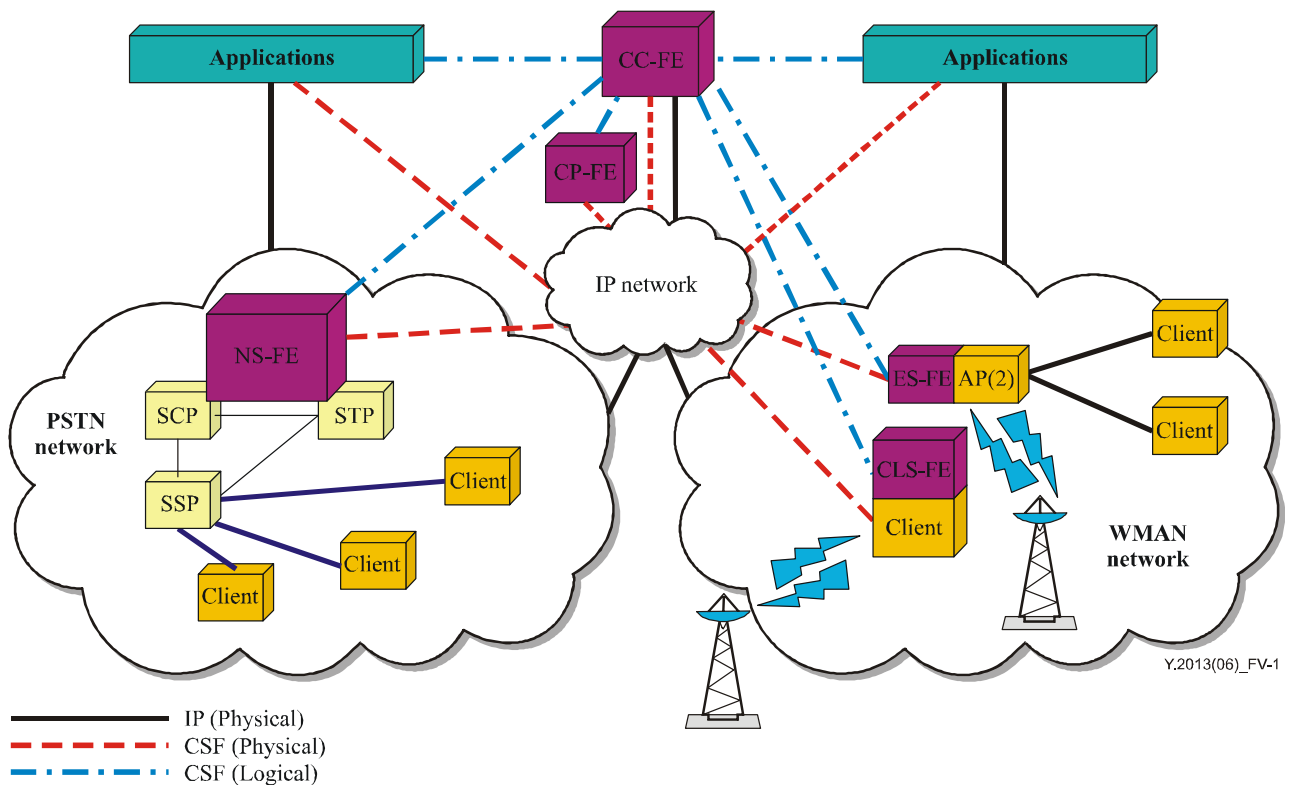 Applications
CC-FE
Applications
CP-FE
IP network
NS-FE
Client
ES-FE
AP(2)
SCP
STP
PSTN
network
Client
CLS-FE
Client
SSP
Client
WMAN
network
Client
Client
Y.2013(06)_FV-1
IP (Physical)
CSF (Physical)
CSF (Logical)